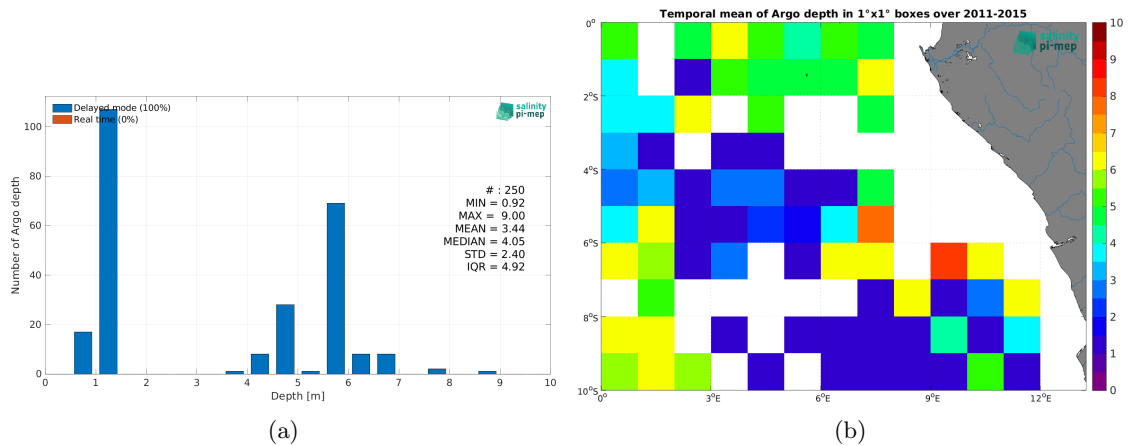 Delayed mode (100%)
Real time (0%)
salinity
pi-mep
# : 250
MIN = 0.92
MAX = 9.00
MEAN = 3.44
MEDIAN = 4.05
STD = 2.40
IQR = 4.92
Number of Argo depth
100
80
60
40
20
0
0 1 2 3 4 5 6 7 8 9 10
Depth [m]
(a)
Temporal mean of Argo depth in 1°x1° boxes over 2011-2015
salinity
pi-mep
0°
2°S
4°S
6°S
8°S
10°S
0° 3°E 6°E 9°E 12°E
10
9
8
7
6
5
4
3
2
1
0
(b)